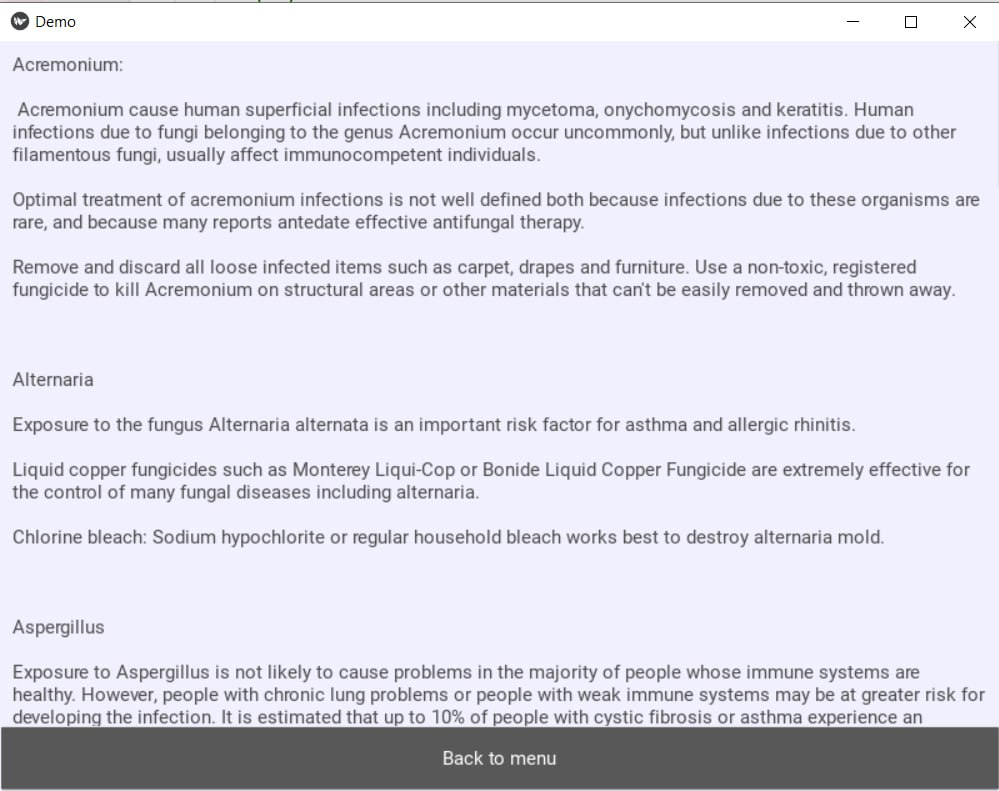 Demo
Acremonium:
Acremonium cause human superficial infections including mycetoma, onychomycosis and keratitis. Human
infections due to fungi belonging to the genus Acremonium occur uncommonly, but unlike infections due to other
filamentous fungi, usually affect immunocompetent individuals.
Optimal treatment of acremonium infections is not well defined both because infections due to these organisms are
rare, and because many reports antedate effective antifungal therapy.
Remove and discard all loose infected items such as carpet, drapes and furniture. Use a non-toxic, registered
fungicide to kill Acremonium on structural areas or other materials that can't be easily removed and thrown away.
Alternaria
Exposure to the fungus Alternaria alternata is an important risk factor for asthma and allergic rhinitis.
Liquid copper fungicides such as Monterey Liqui-Cop or Bonide Liquid Copper Fungicide are extremely effective for
the control of many fungal diseases including alternaria.
Chlorine bleach: Sodium hypochlorite or regular household bleach works best to destroy alternaria mold.
Aspergillus
Exposure to Aspergillus is not likely to cause problems in the majority of people whose immune systems are
healthy. However, people with chronic lung problems or people with weak immune systems may be at greater risk for
developing the infection. It is estimated that up to 10% of people with cystic fibrosis or asthma experience an
Back to menu